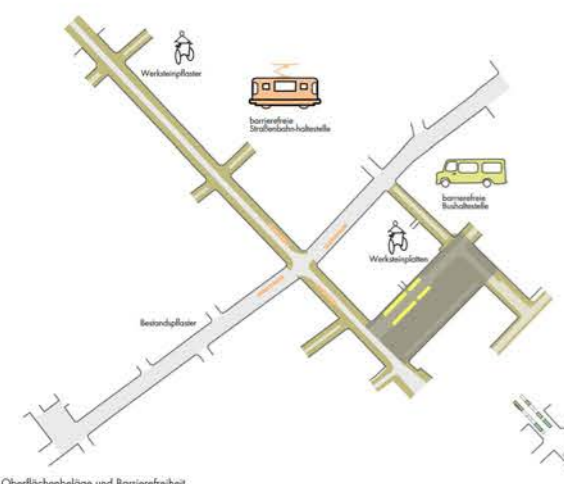 Werksteinpflaster
barrierefreie
Straßenbahn-haltestelle
barrierefreie
Bushaltestelle
Werksteinplatten
Bestandspflaster
Oberflächenbeläge und Barrierefreiheit